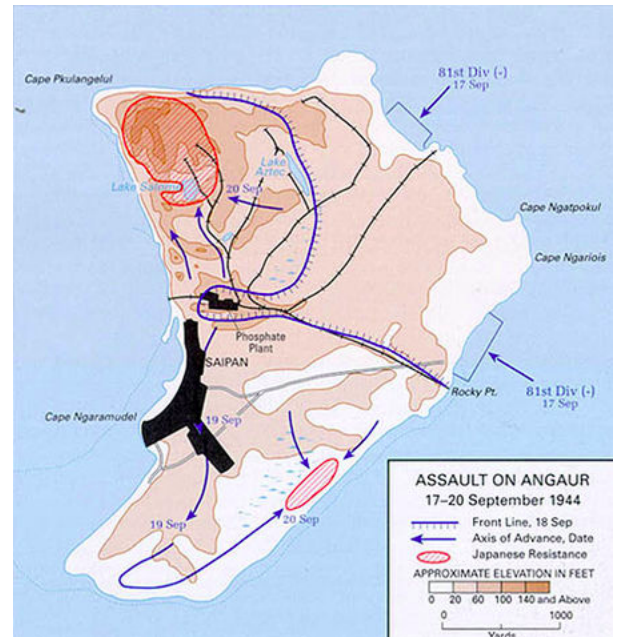 Cape Pkulangelul
81st Div (-)
17 Sep
Lake
Aztec
Lake Salome
20 Sep
Cape Ngatpokul
Cape Ngariois
Phosphate
Plant
SAIPAN
Rocky Pt.
81st Div (-)
17 Sep
Cape Ngaramudel
19 Sep
19 Sep
20 Sep
ASSAULT ON ANGAUR
17–20 September 1944
Front Line, 18 Sep
Axis of Advance, Date
Japanese Resistance
APPROXIMATE ELEVATION IN FEET
0 20 60 100 140 and Above
0 1000
Yards